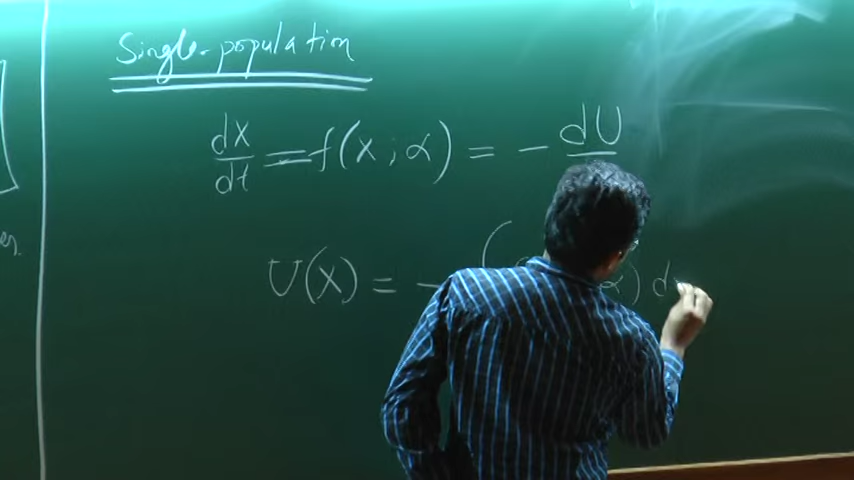 Single-population
dx/dt = f(x; α) = - dU
U(x) = - ∫ α) d